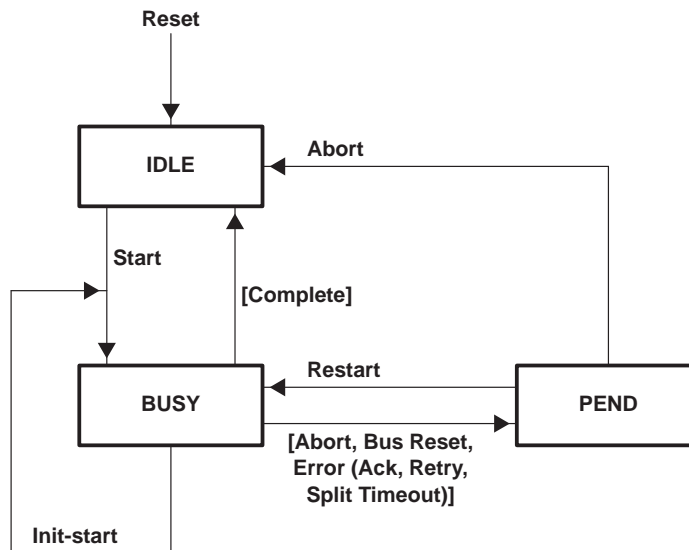 Reset
IDLE
Abort
Start
[Complete]
Restart
BUSY
PEND
[Abort, Bus Reset,
Error (Ack, Retry,
Split Timeout)]
Init-start